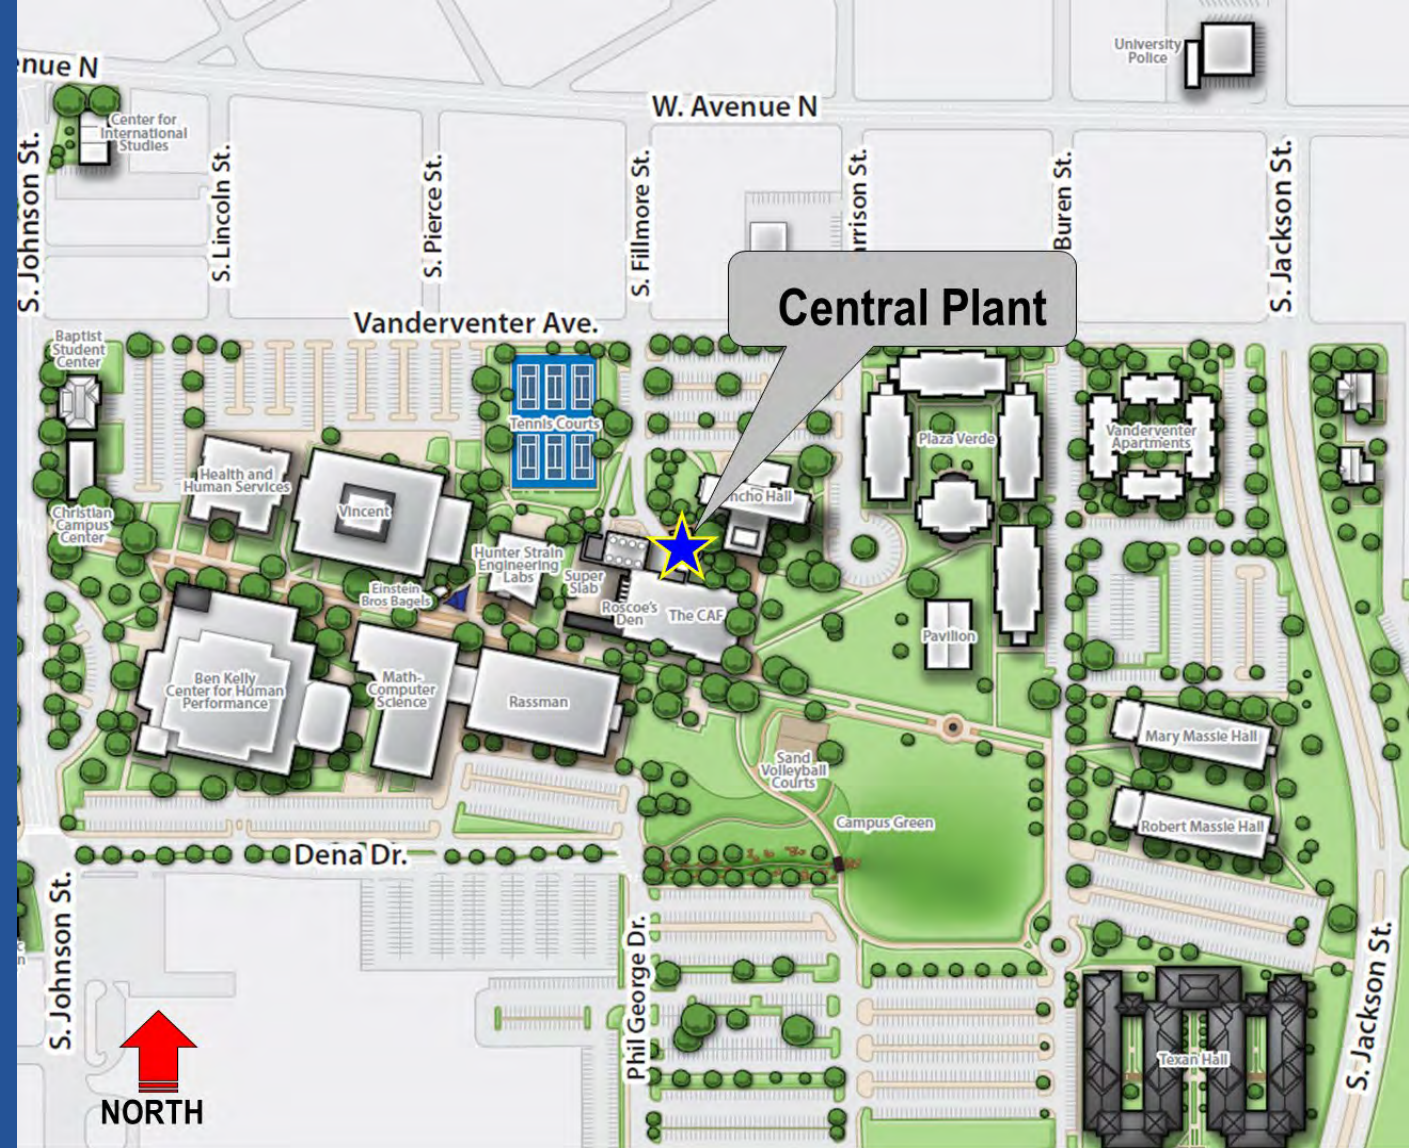 nue N
W. Avenue N
University
Police
Center for
International
Studies
S. Johnson St.
S. Lincoln St.
S. Pierce St.
S. Fillmore St.
rrison St.
Buren St.
S. Jackson St.
Central Plant
Vanderventer Ave.
Baptist
Student
Center
Tennis Courts
Plaza Verde
Vanderventer
Apartments
Health and
Human Services
Vincent
ncho Hall
Christian
Campus
Center
Hunter Strain
Engineering
Labs
Super
Slab
Einstein
Bros Bagels
Roscoe's
Den
The CAF
Pavilion
Ben Kelly
Center for Human
Performance
Math-
Computer
Science
Rassman
Mary Massie Hall
Sand
Volleyball
Courts
Campus Green
Robert Massie Hall
Dena Dr.
S. Johnson St.
Phil George Dr.
S. Jackson St.
Texan Hall
NORTH